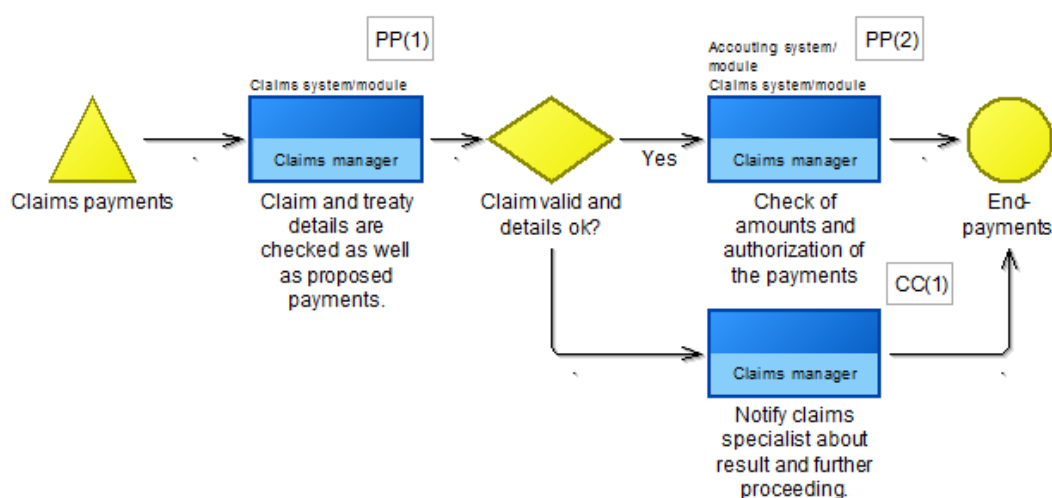 PP(1)
PP(2)
Accouting system/
module
Claims system/module
Claims system/module
Claims manager
Yes
Claims manager
Claims payments
Claim and treaty
details are
checked as well
as proposed
payments.
Claim valid and
details ok?
Check of
amounts and
authorization of
the payments
End-
payments
CC(1)
Claims manager
Notify claims
specialist about
result and further
proceeding.